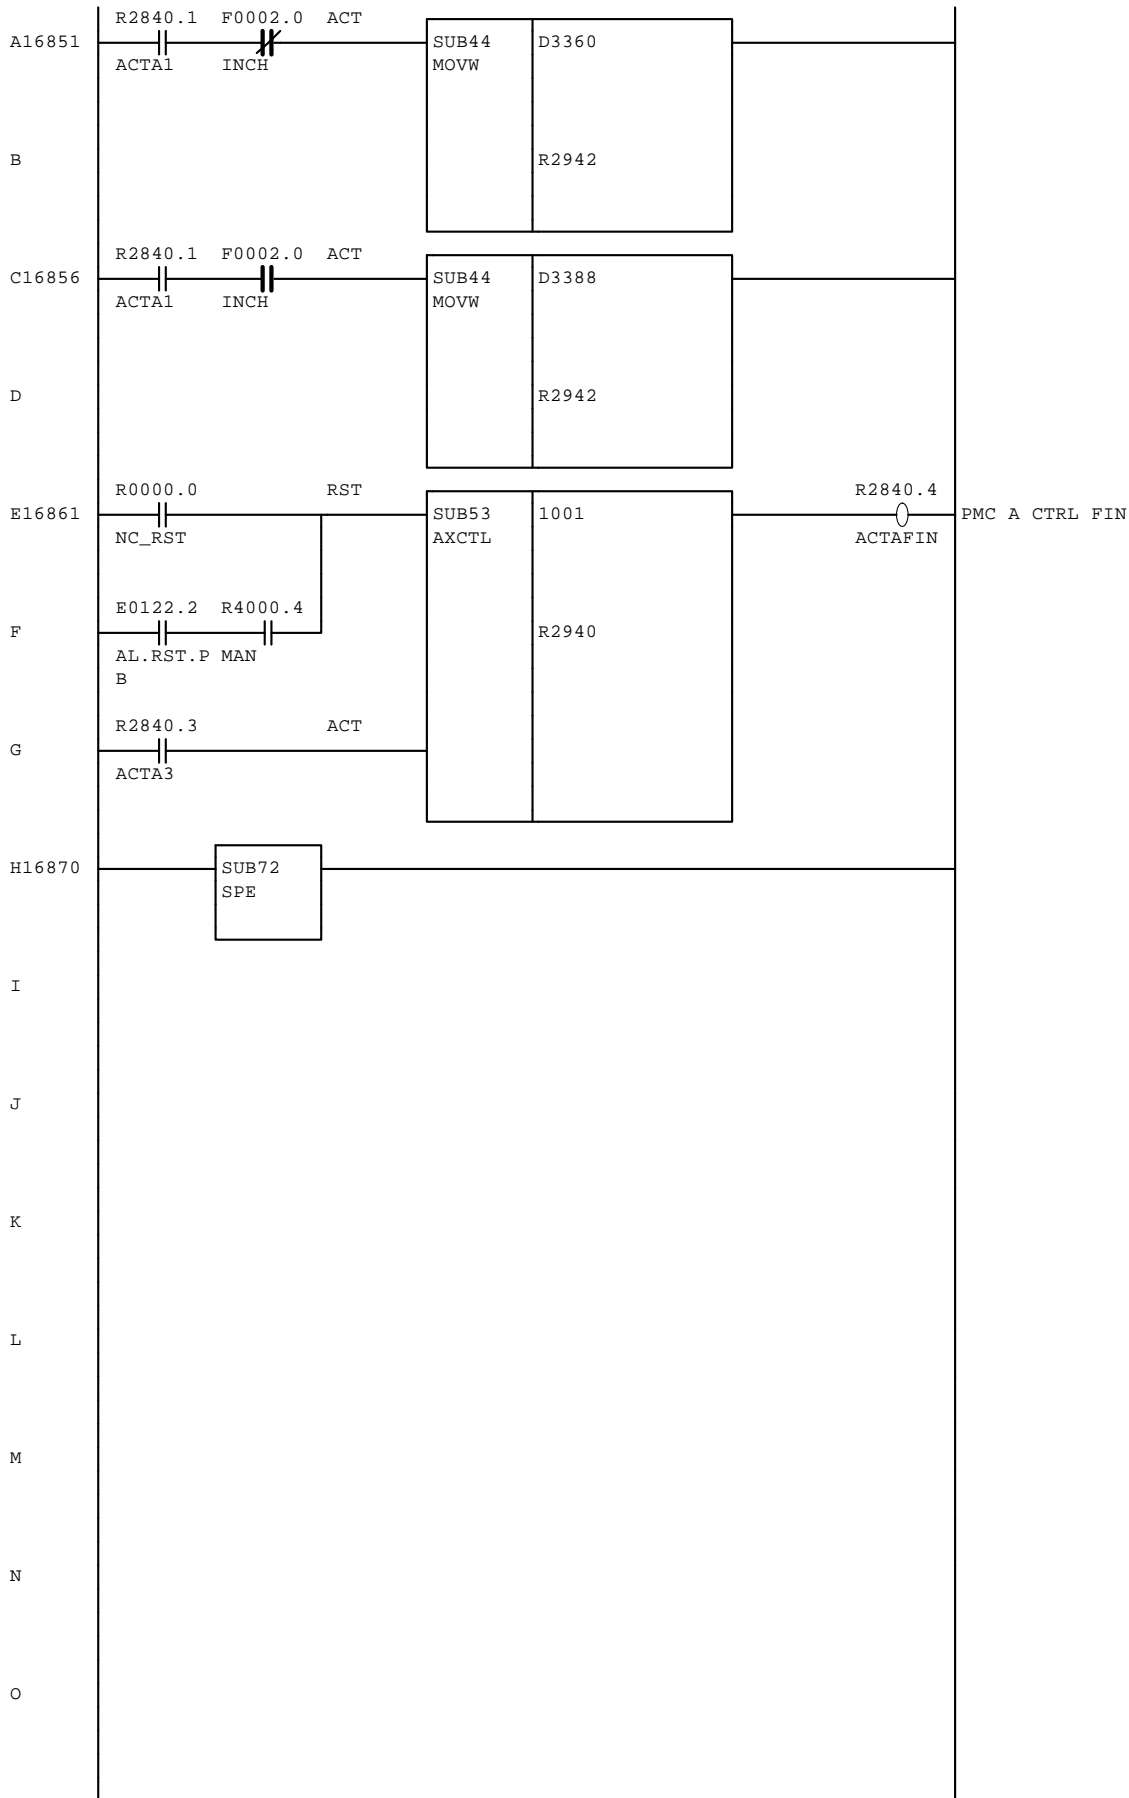 R2840.1 F0002.0 ACT
A16851 SUB44 D3360
ACTA1 INCH MOVW
B R2942
R2840.1 F0002.0 ACT
C16856 SUB44 D3388
ACTA1 INCH MOVW
D R2942
R0000.0 RST R2840.4
E16861 SUB53 1001 PMC A CTRL FIN
NC_RST AXCTL ACTAFIN
E0122.2 R4000.4
F R2940
AL.RST.P MAN
B
R2840.3 ACT
G
ACTA3
H16870 SUB72
SPE
I
J
K
L
M
N
O